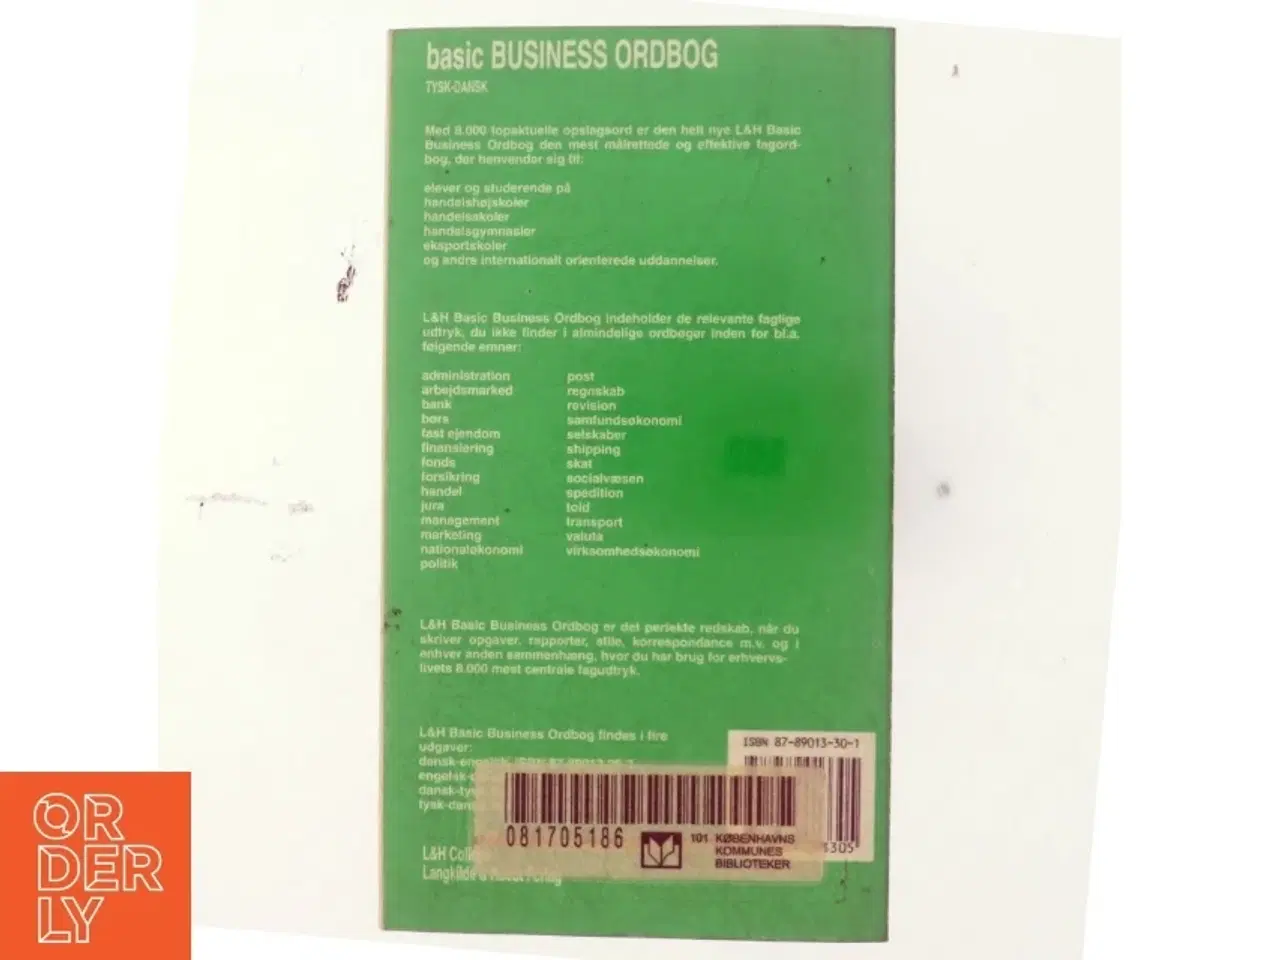 basic BUSINESS ORDBOG
TYSK-DANSK
Med 8.000 topaktuelle opslagsord er den helt nye L&H Basic
Business Ordbog den mest målrettede og effektive fagord-
bog, der henvender sig til:
elever og studerende på
handelshøjskoler
handelsskoler
handelsgymnasier
eksportskoler
og andre internationalt orienterede uddannelser.
L&H Basic Business Ordbog indeholder de relevante faglige
udtryk, du ikke finder i almindelige ordbøger inden for bl.a.
følgende emner:
administration
arbejdsmarked
bank
børs
fast ejendom
finansiering
fonds
forsikring
handel
jura
management
marketing
nationaløkonomi
politik
post
regnskab
revision
samfundsøkonomi
selskaber
shipping
skat
socialvæsen
spedition
told
transport
valuta
virksomhedsøkonomi
L&H Basic Business Ordbog er det perfekte redskab, når du
skriver opgaver, rapporter, stile, korrespondance m.v. og i
enhver anden sammenhæng, hvor du har brug for erhvervs-
livets 8.000 mest centrale fagudtryk.
L&H Basic Business Ordbog findes i fire
udgaver:
ISBN 87-89013-30-1
081705186
101 KØBENHAVNS
KOMMUNES
BIBLIOTEKER
L&H
Langkilde
OR
DER
LY